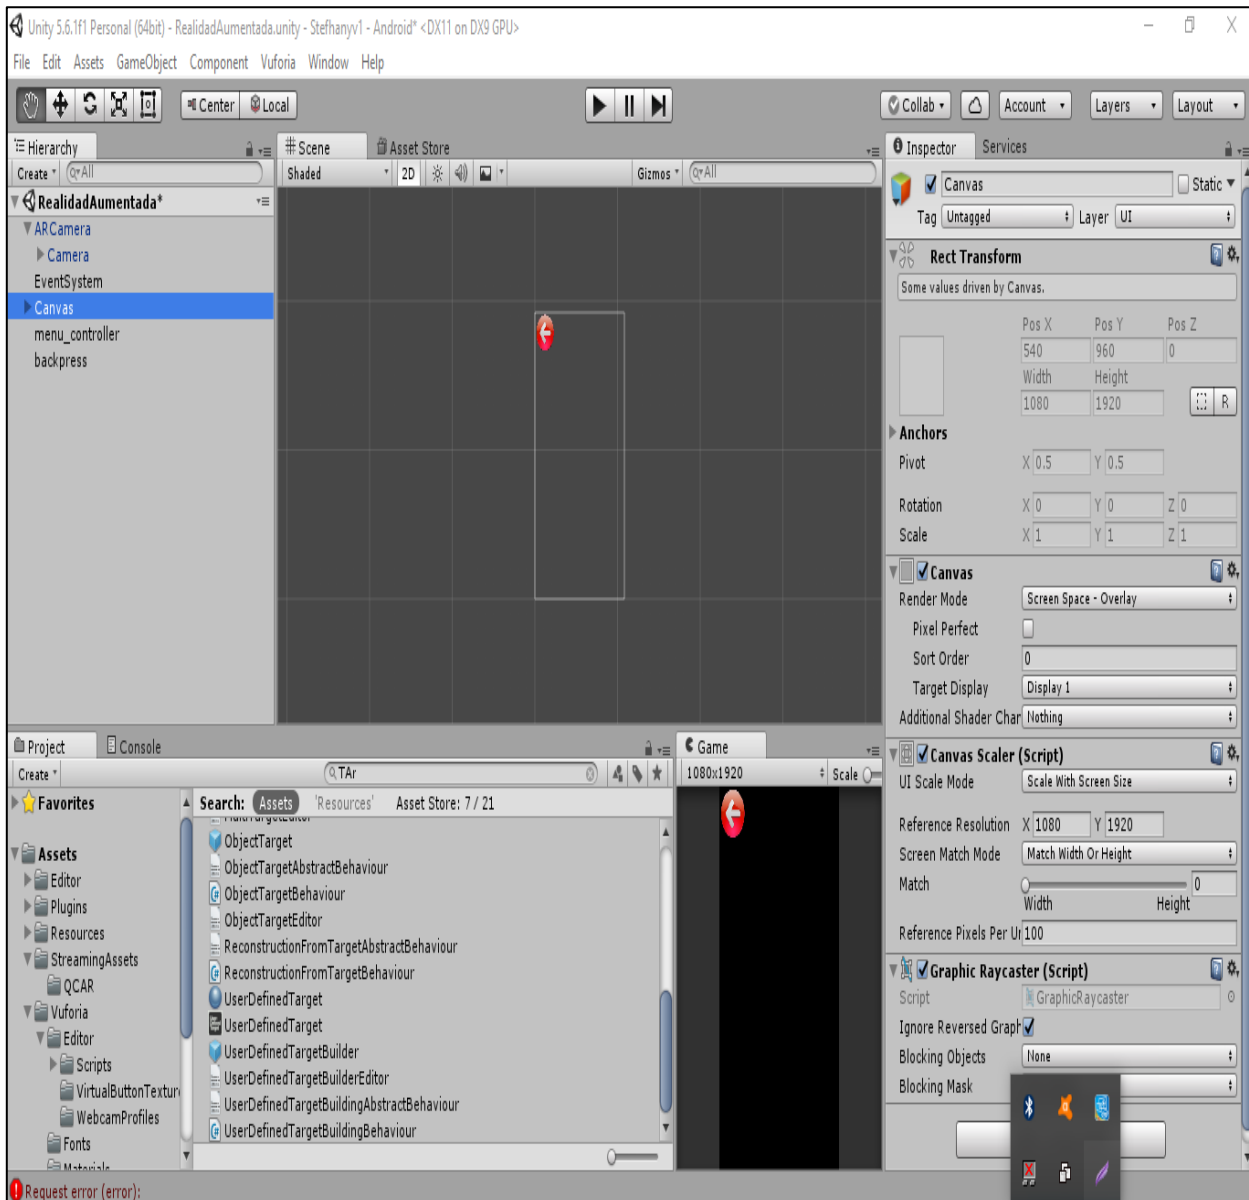 Unity 5.6.1f1 Personal (64bit) - RealidadAumentada.unity - Stefhanyv1 - Android* <DX11 on DX9 GPU>
File Edit Assets GameObject Component Vuforia Window Help
Center Local
Collab Account Layers Layout
Hierarchy
Create All
RealidadAumentada*
ARCamera
Camera
EventSystem
Canvas
menu_controller
backpress
Scene Asset Store
Shaded 2D Gizmos All
Inspector Services
Canvas Static
Tag Untagged Layer UI
Rect Transform
Some values driven by Canvas.
Pos X Pos Y Pos Z
540 960 0
Width Height
1080 1920 R
Anchors
Pivot X 0.5 Y 0.5
Rotation X 0 Y 0 Z 0
Scale X 1 Y 1 Z 1
Canvas
Render Mode Screen Space - Overlay
Pixel Perfect
Sort Order 0
Target Display Display 1
Additional Shader Char Nothing
Canvas Scaler (Script)
UI Scale Mode Scale With Screen Size
Reference Resolution X 1080 Y 1920
Screen Match Mode Match Width Or Height
Match 0
Width Height
Reference Pixels Per Ur 100
Graphic Raycaster (Script)
Script GraphicRaycaster
Ignore Reversed Graph
Blocking Objects None
Blocking Mask
Project Console
Create TAr
Favorites
Assets
Editor
Plugins
Resources
StreamingAssets
QCAR
Vuforia
Editor
Scripts
VirtualButtonTexture
WebcamProfiles
Fonts
Materials
Search: Assets 'Resources' Asset Store: 7 / 21
MultiTargetEditor
ObjectTarget
ObjectTargetAbstractBehaviour
ObjectTargetBehaviour
ObjectTargetEditor
ReconstructionFromTargetAbstractBehaviour
ReconstructionFromTargetBehaviour
UserDefinedTarget
UserDefinedTarget
UserDefinedTargetBuilder
UserDefinedTargetBuilderEditor
UserDefinedTargetBuildingAbstractBehaviour
UserDefinedTargetBuildingBehaviour
Game
1080x1920 Scale
Request error (error):